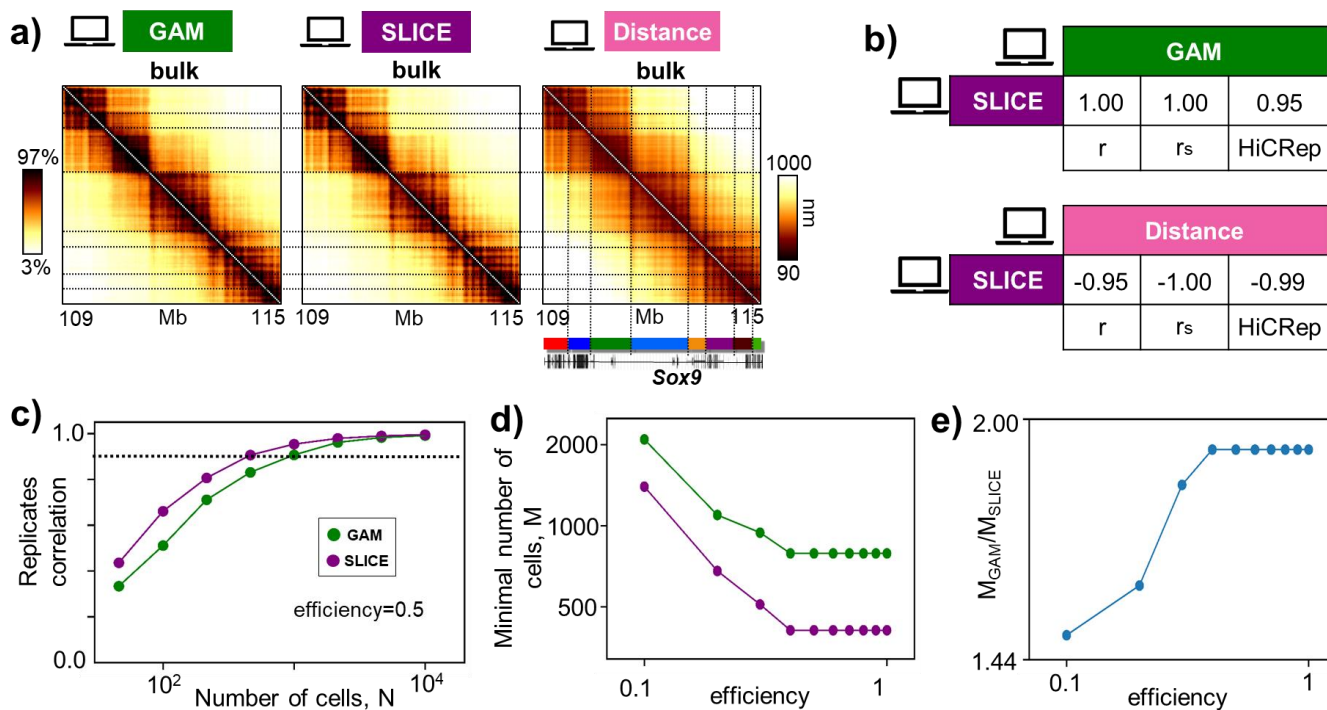 a)
GAM
SLICE
Distance
bulk
bulk
bulk
97%
3%
1000
nm
90
109 Mb 115
109 Mb 115
109 Mb 115
Sox9
b)
GAM
SLICE 1.00 1.00 0.95
r rs HiCRep
Distance
SLICE -0.95 -1.00 -0.99
r rs HiCRep
c)
Replicates
correlation
1.0
0.0
GAM
SLICE
efficiency=0.5
10² 10³ 10⁴
Number of cells, N
d)
Minimal number of
cells, M
2000
1000
500
0.1 1
efficiency
e)
MGAM/MSLICE
2.00
1.44
0.1 1
efficiency